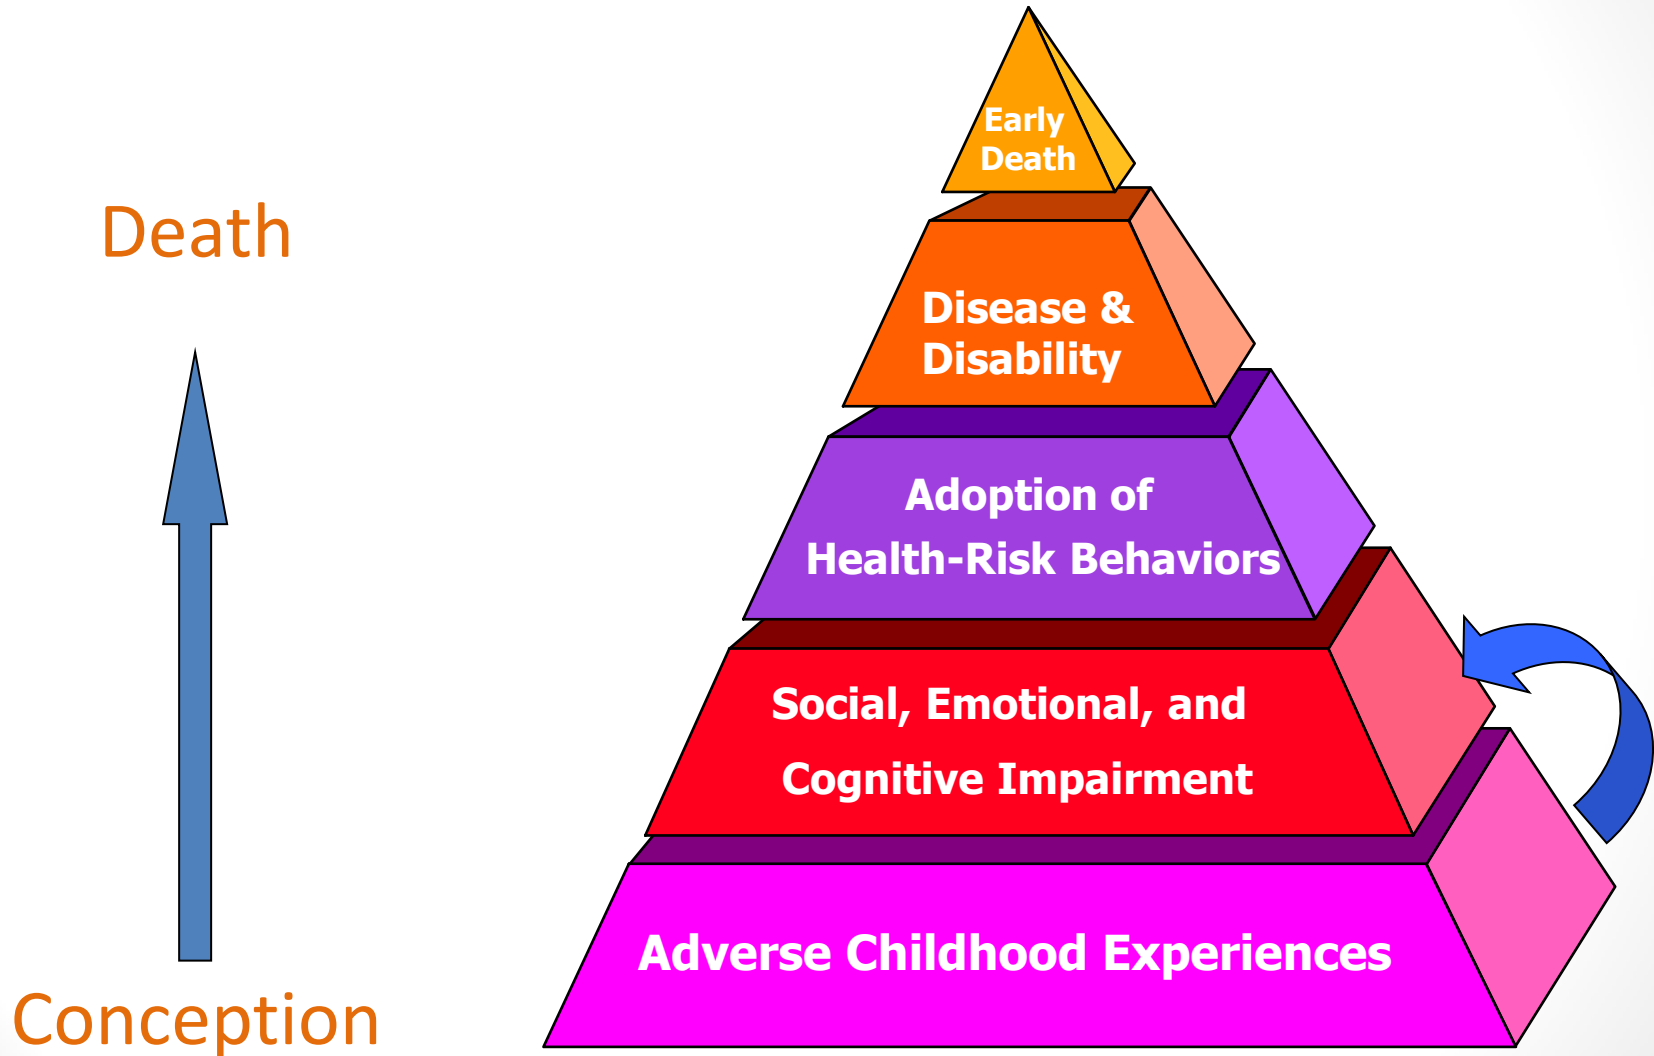 Early
Death
Death
Disease &
Disability
Adoption of
Health-Risk Behaviors
Social, Emotional, and
Cognitive Impairment
Adverse Childhood Experiences
Conception